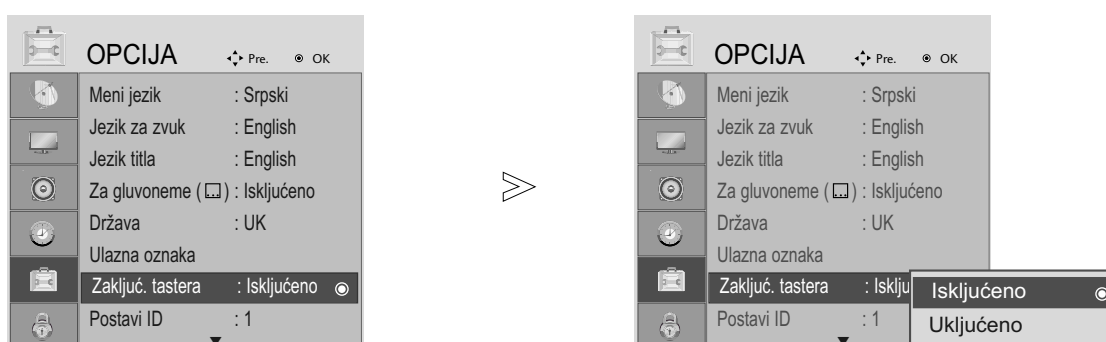 OPCIJA Pre. OK
Meni jezik : Srpski
Jezik za zvuk : English
Jezik titla : English
Za gluvoneme ( ) : Isključeno
Država : UK
Ulazna oznaka
Zaključ. tastera : Isključeno
Postavi ID : 1
OPCIJA Pre. OK
Meni jezik : Srpski
Jezik za zvuk : English
Jezik titla : English
Za gluvoneme ( ) : Isključeno
Država : UK
Ulazna oznaka
Zaključ. tastera : Isklju
Postavi ID : 1
Isključeno
Uključeno